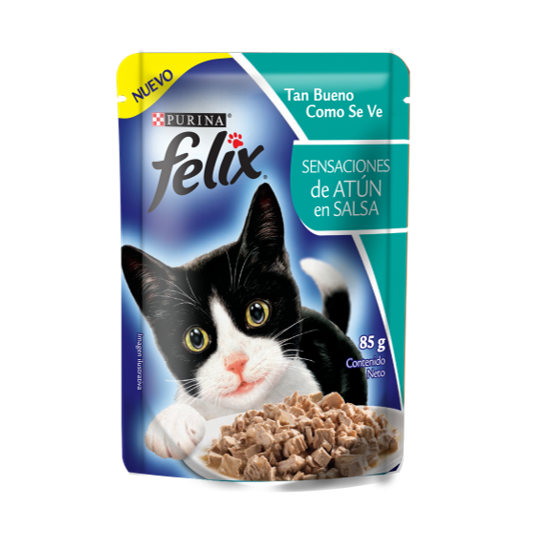 NUEVO
PURINA®
felix®
Tan Bueno
Como Se Ve
SENSACIONES
de ATÚN
en SALSA
85 g
Contenido
Neto
imagen ilustrativa